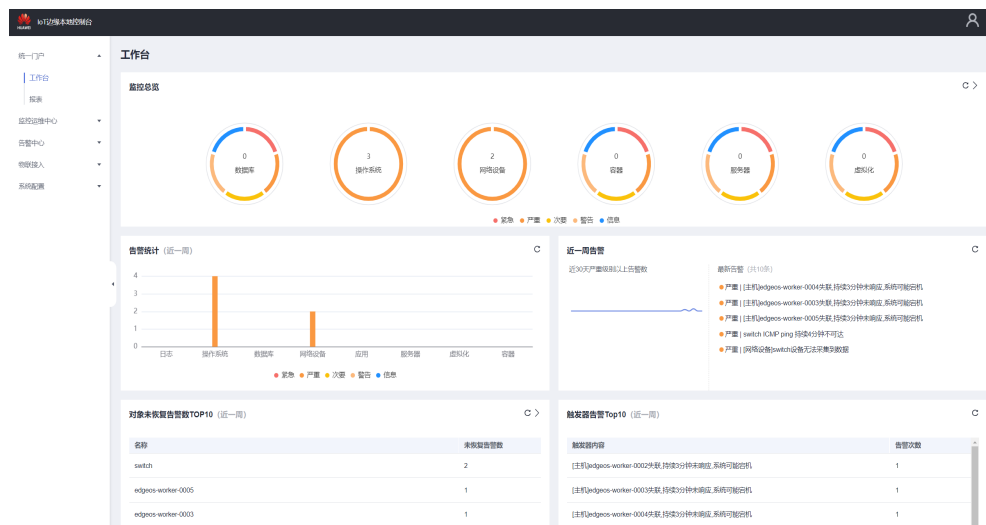 HUAWEI IoT边缘本地控制台
统一门户
工作台
报表
监控运维中心
告警中心
物联接入
系统配置
工作台
监控总览
0 3 2 0 0 0
数据库 操作系统 网络设备 容器 服务器 虚拟化
紧急 严重 次要 警告 信息
告警统计（近一周）
4
3
2
1
0
日志 操作系统 数据库 网络设备 应用 服务器 虚拟化 容器
紧急 严重 次要 警告 信息
近一周告警
近30天严重级别以上告警数
最新告警（共10条）
严重 | [主机]edgeos-worker-0004失联,持续3分钟未响应,系统可能宕机
严重 | [主机]edgeos-worker-0003失联,持续3分钟未响应,系统可能宕机
严重 | [主机]edgeos-worker-0005失联,持续3分钟未响应,系统可能宕机
严重 | switch ICMP ping 持续4分钟不可达
严重 | [网络设备]switch设备无法采集到数据
对象未恢复告警数TOP10（近一周）
名称 未恢复告警数
switch 2
edgeos-worker-0005 1
edgeos-worker-0003 1
触发器告警Top10（近一周）
触发器内容 告警次数
[主机]edgeos-worker-0002失联,持续3分钟未响应,系统可能宕机 1
[主机]edgeos-worker-0003失联,持续3分钟未响应,系统可能宕机 1
[主机]edgeos-worker-0004失联,持续3分钟未响应,系统可能宕机 1